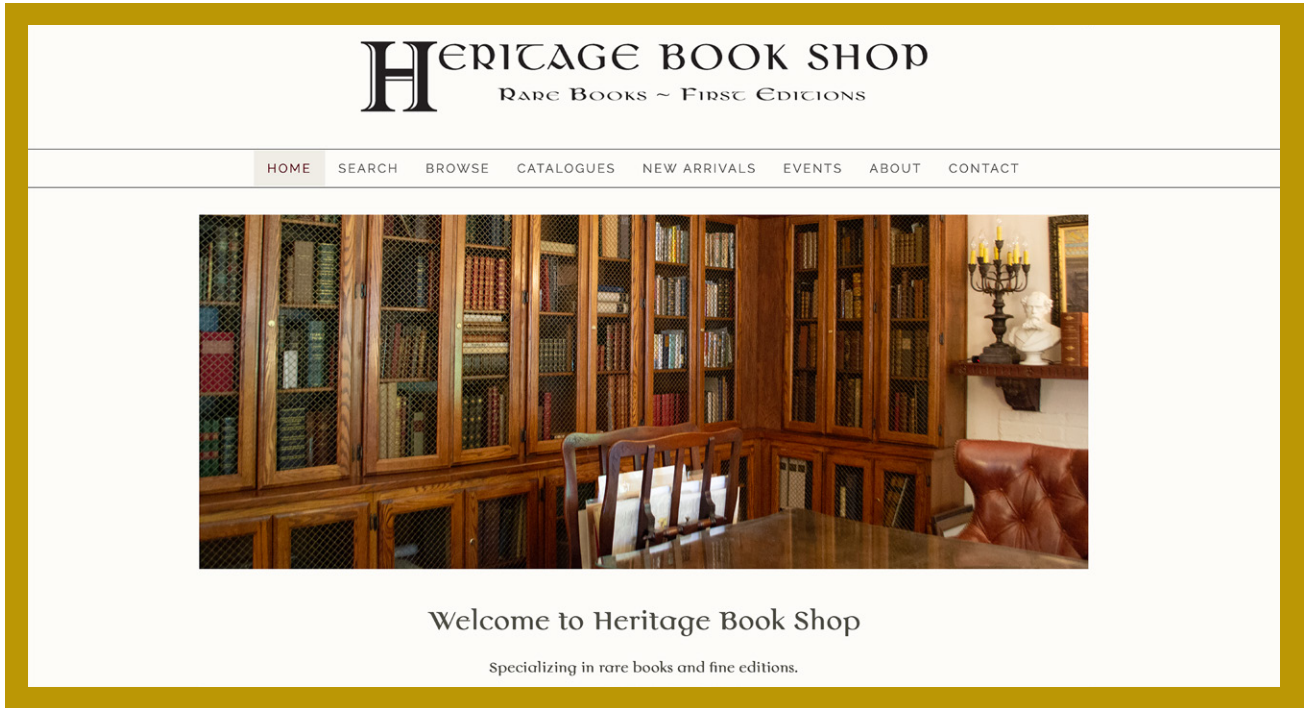 HERITAGE BOOK SHOP
RARE BOOKS ~ FIRST EDITIONS
HOME SEARCH BROWSE CATALOGUES NEW ARRIVALS EVENTS ABOUT CONTACT
Welcome to Heritage Book Shop
Specializing in rare books and fine editions.